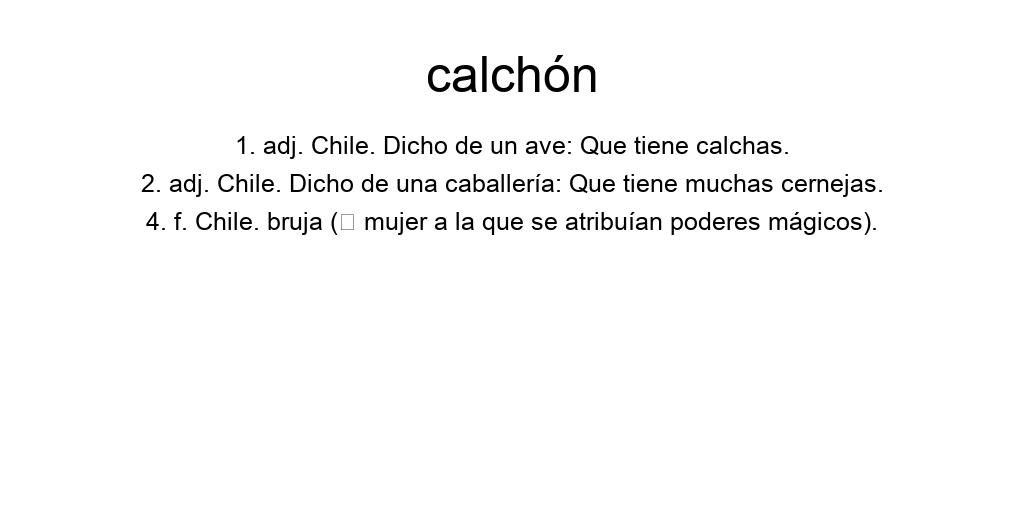 calchón
1. adj. Chile. Dicho de un ave: Que tiene calchas.
2. adj. Chile. Dicho de una caballería: Que tiene muchas cernejas.
4. f. Chile. bruja (□ mujer a la que se atribuían poderes mágicos).